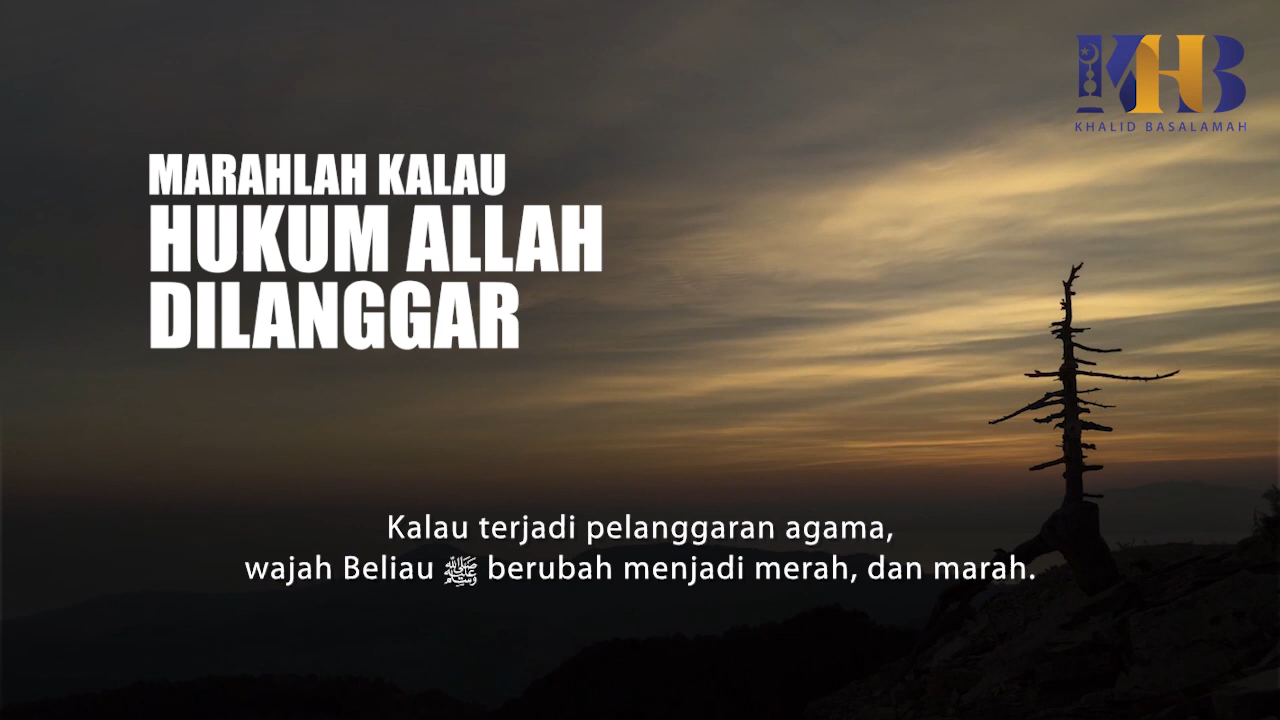 KHB
KHALID BASALAMAH
MARAHLAH KALAU
HUKUM ALLAH
DILANGGAR
Kalau terjadi pelanggaran agama,
wajah Beliau ﷺ berubah menjadi merah, dan marah.